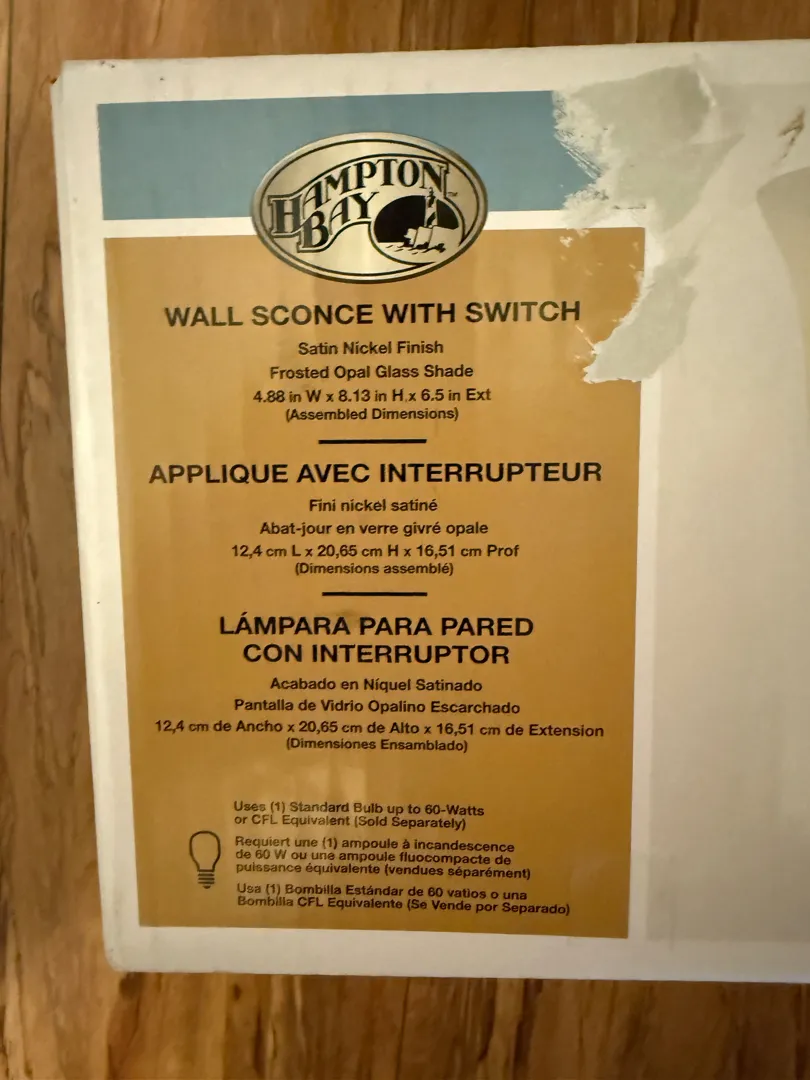 HAMPTON
BAY
WALL SCONCE WITH SWITCH
Satin Nickel Finish
Frosted Opal Glass Shade
4.88 in W x 8.13 in H x 6.5 in Ext
(Assembled Dimensions)
APPLIQUE AVEC INTERRUPTEUR
Fini nickel satiné
Abat-jour en verre givré opale
12,4 cm L x 20,65 cm H x 16,51 cm Prof
(Dimensions assemblé)
LÁMPARA PARA PARED
CON INTERRUPTOR
Acabado en Níquel Satinado
Pantalla de Vidrio Opalino Escarchado
12,4 cm de Ancho x 20,65 cm de Alto x 16,51 cm de Extension
(Dimensiones Ensamblado)
Uses (1) Standard Bulb up to 60-Watts
or CFL Equivalent (Sold Separately)
Requiert une (1) ampoule à incandescence
de 60 W ou une ampoule fluocompacte de
puissance équivalente (vendues séparément)
Usa (1) Bombilla Estándar de 60 vatios o una
Bombilla CFL Equivalente (Se Vende por Separado)